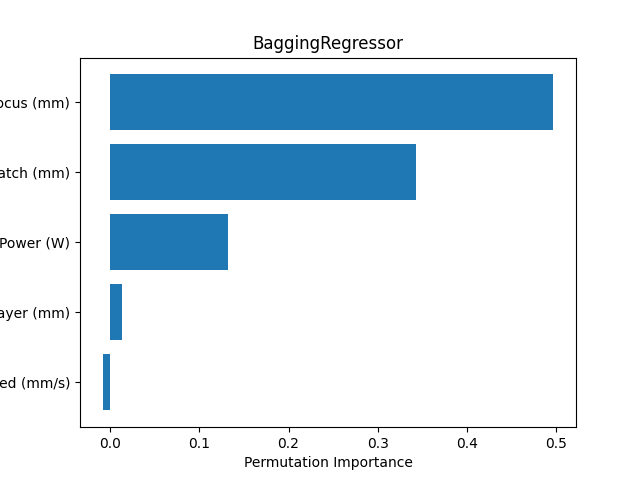 BaggingRegressor
ocus (mm)
atch (mm)
Power (W)
ayer (mm)
ed (mm/s)
0.0 0.1 0.2 0.3 0.4 0.5
Permutation Importance